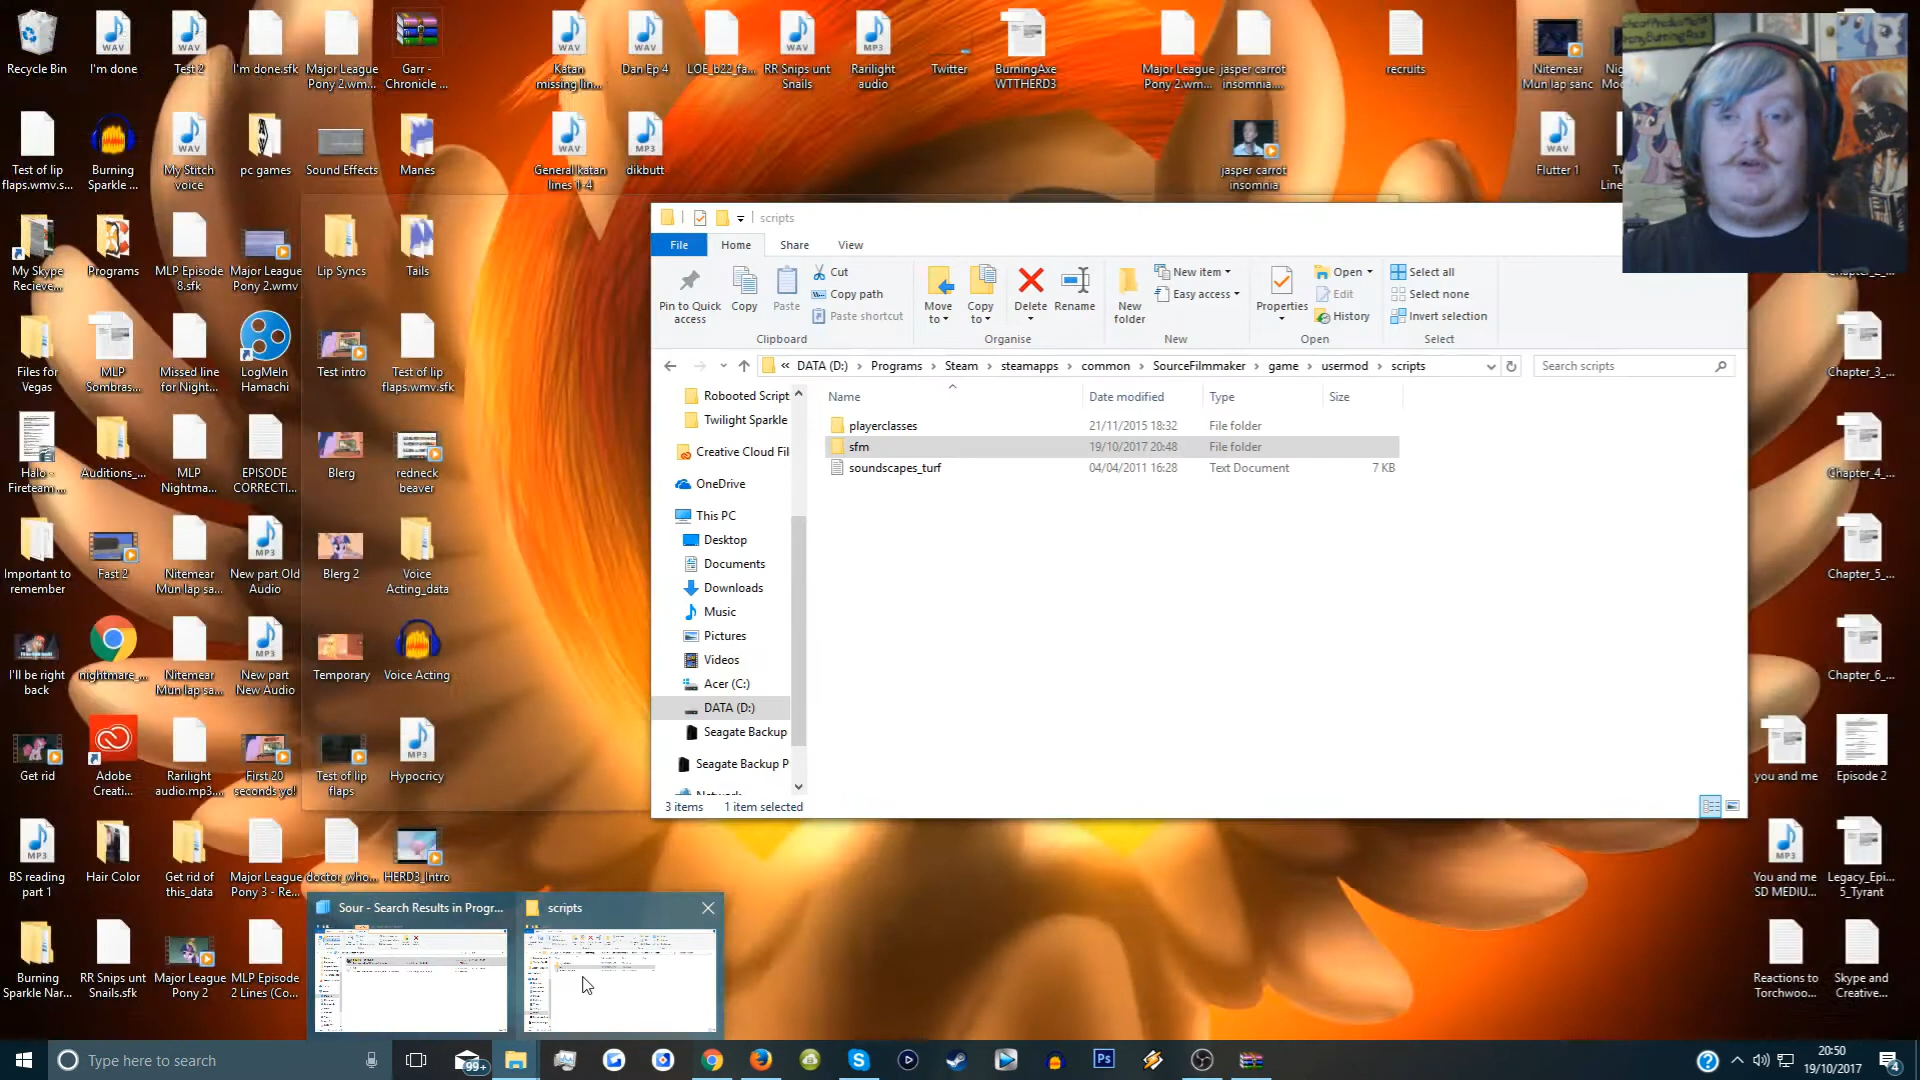 Recycle Bin
I'm done
Test 2
I'm done.sfk
Major League
Pony 2.wm...
Garr -
Chronicle ...
Katan
missing lin...
Dan Ep 4
LOE_b22_fa...
RR Snips unt
Snails
Rarilight
audio
Twitter
BurningAxe
WTTHERD3
Major League
Pony 2.wm...
jasper carrot
insomnia....
recruits
Nitemear
Mun lap sanc
Test of lip
flaps.wmv.s...
Burning
Sparkle ...
My Stitch
voice
pc games
Sound Effects
Manes
General katan
lines 1-4
dikbutt
jasper carrot
insomnia
Flutter 1
My Skype
Recieve...
Programs
MLP Episode
8.sfk
Major League
Pony 2.wmv
Lip Syncs
Tails
Files for
Vegas
MLP
Sombras...
Missed line
for Night...
LogMeIn
Hamachi
Test intro
Test of lip
flaps.wmv.sfk
Chapter_3_...
Halo -
Fireteam ...
Auditions_...
MLP
Nightma...
EPISODE
CORRECTI...
Blerg
redneck
beaver
Chapter_4_...
Important to
remember
Fast 2
Nitemear
Mun lap sa...
New part Old
Audio
Blerg 2
Voice
Acting_data
Chapter_5_...
I'll be right
back
nightmare_...
Nitemear
Mun lap sa...
New part
New Audio
Temporary
Voice Acting
Chapter_6_...
Get rid
Adobe
Creati...
Rarilight
audio.mp3...
First 20
seconds yo!
Test of lip
flaps
Hypocricy
you and me
Episode 2
BS reading
part 1
Hair Color
Get rid of
this_data
Major League
Pony 3 - Re...
doctor_who...
HERD3_Intro
You and me
SD MEDIU...
Legacy_Epi...
5_Tyrant
Burning
Sparkle Nar...
RR Snips unt
Snails.sfk
Major League
Pony 2
MLP Episode
2 Lines (Co...
Reactions to
Torchwoo...
Skype and
Creative...
scripts
File
Home
Share
View
Pin to Quick
access
Copy
Paste
Cut
Copy path
Paste shortcut
Clipboard
Move
to
Copy
to
Delete
Rename
Organise
New
folder
New item
Easy access
New
Properties
Open
Edit
History
Open
Select all
Select none
Invert selection
Select
« DATA (D:) > Programs > Steam > steamapps > common > SourceFilmmaker > game > usermod > scripts
Search scripts
Name Date modified Type Size
playerclasses 21/11/2015 18:32 File folder
sfm 19/10/2017 20:48 File folder
soundscapes_turf 04/04/2011 16:28 Text Document 7 KB
Robooted Script
Twilight Sparkle
Creative Cloud Fil
OneDrive
This PC
Desktop
Documents
Downloads
Music
Pictures
Videos
Acer (C:)
DATA (D:)
Seagate Backup
Seagate Backup P
Network
3 items 1 item selected
Sour - Search Results in Progr...
scripts
Type here to search
99+
Ps
20:50
19/10/2017
4